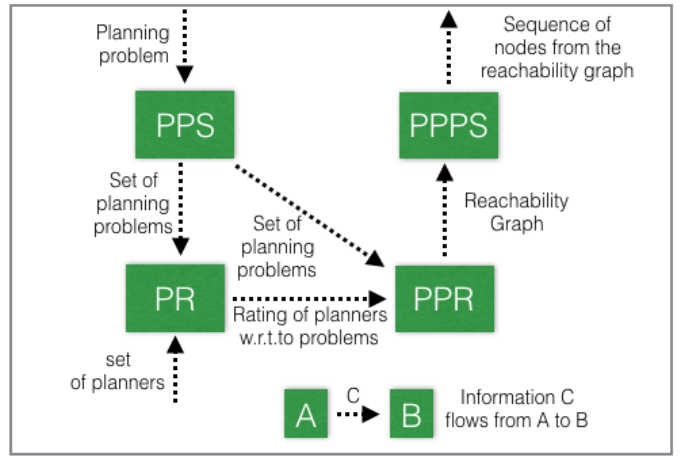 Planning
problem
Sequence of
nodes from the
reachability graph
PPS
PPPS
Set of
planning
problems
Set of
planning
problems
Reachability
Graph
PR
PPR
Rating of planners
w.r.t.to problems
set
of planners
A
C
B
Information C
flows from A to B